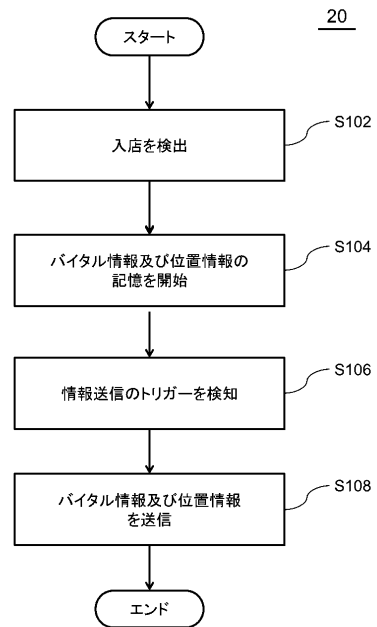 20
スタート
S102
入店を検出
S104
バイタル情報及び位置情報の
記憶を開始
S106
情報送信のトリガーを検知
S108
バイタル情報及び位置情報
を送信
エンド